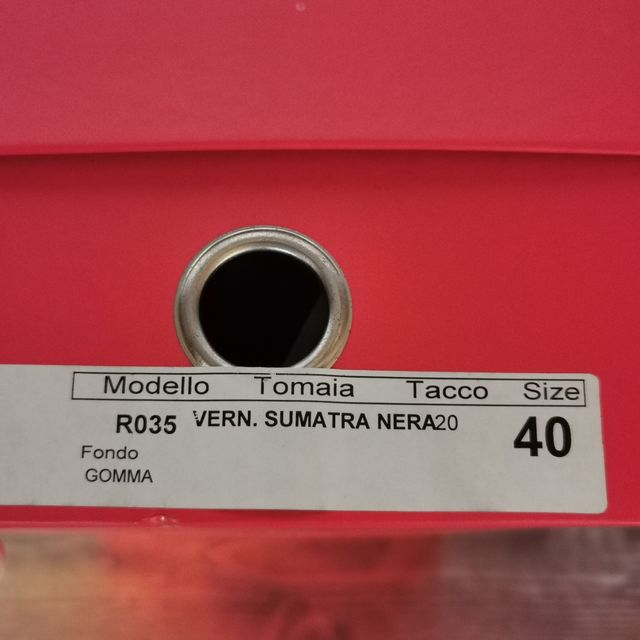 Modello Tomaia Tacco Size
R035 VERN. SUMATRA NERA20 40
Fondo
GOMMA